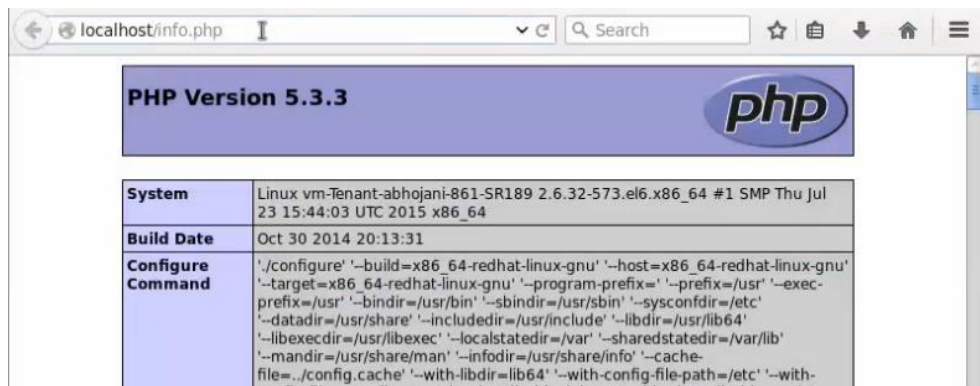 localhost/info.php
Search
PHP Version 5.3.3
php
System
Linux vm-Tenant-abhojani-861-SR189 2.6.32-573.el6.x86_64 #1 SMP Thu Jul
23 15:44:03 UTC 2015 x86_64
Build Date
Oct 30 2014 20:13:31
Configure
Command
'./configure' '--build=x86_64-redhat-linux-gnu' '--host=x86_64-redhat-linux-gnu'
'--target=x86_64-redhat-linux-gnu' '--program-prefix=' '--prefix=/usr' '--exec-
prefix=/usr' '--bindir=/usr/bin' '--sbindir=/usr/sbin' '--sysconfdir=/etc'
'--datadir=/usr/share' '--includedir=/usr/include' '--libdir=/usr/lib64'
'--libexecdir=/usr/libexec' '--localstatedir=/var' '--sharedstatedir=/var/lib'
'--mandir=/usr/share/man' '--infodir=/usr/share/info' '--cache-
file=../config.cache' '--with-libdir=lib64' '--with-config-file-path=/etc' '--with-